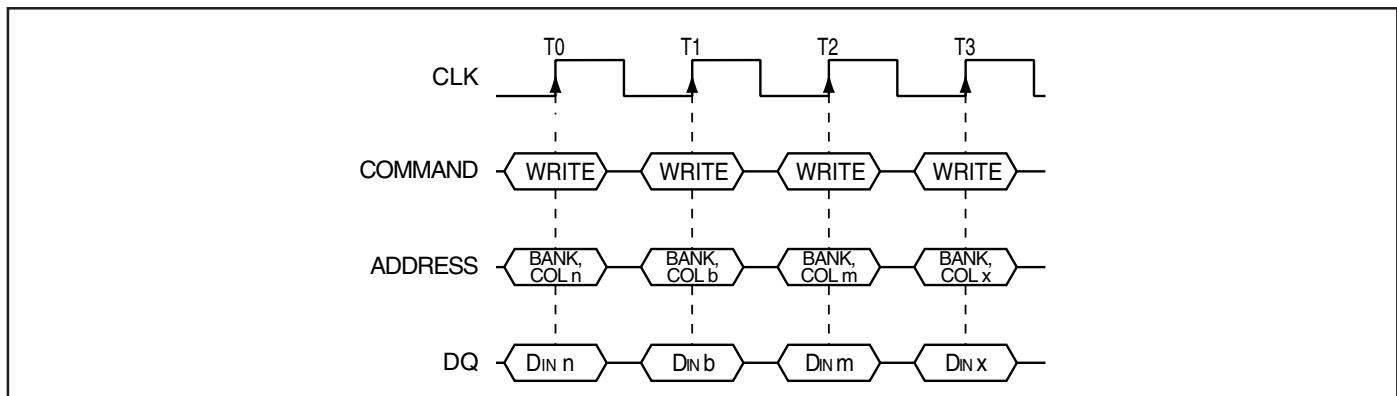 T0 T1 T2 T3
CLK
COMMAND WRITE WRITE WRITE WRITE
ADDRESS BANK, COL n BANK, COL b BANK, COL m BANK, COL x
DQ DIN n DIN b DIN m DIN x